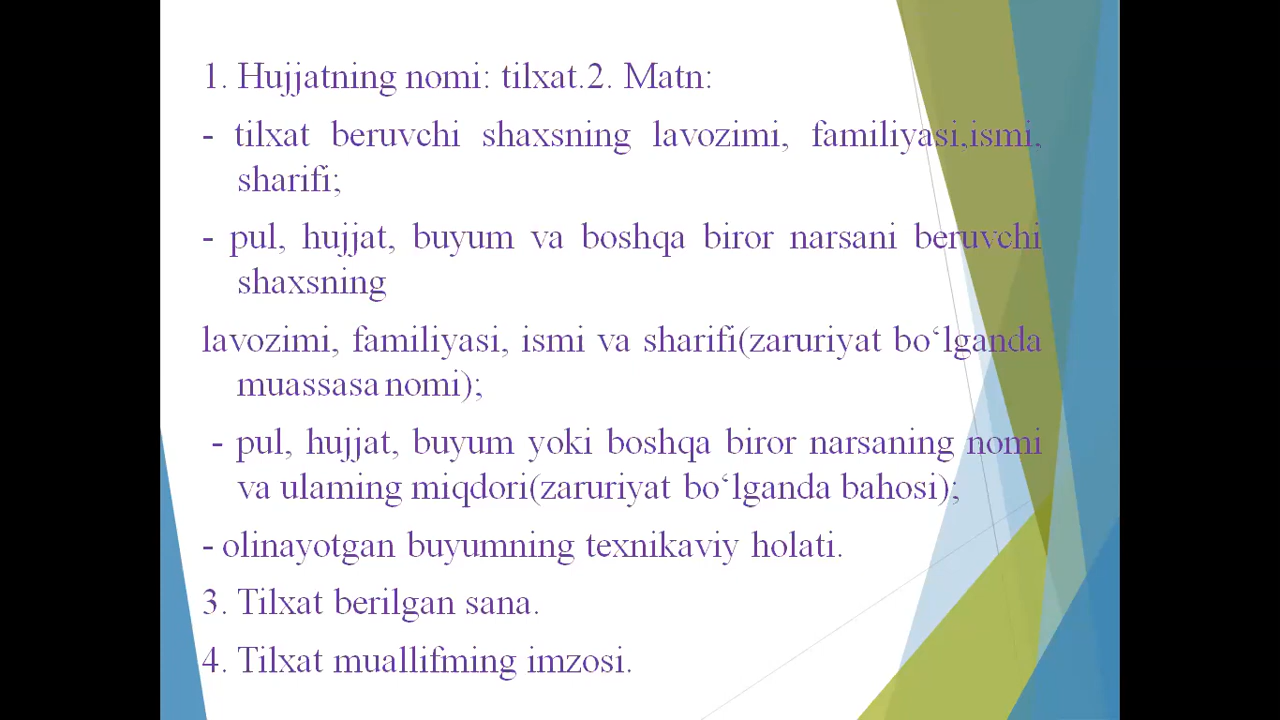 1. Hujjatning nomi: tilxat.2. Matn:
- tilxat beruvchi shaxsning lavozimi, familiyasi,ismi,
sharifi;
- pul, hujjat, buyum va boshqa biror narsani beruvchi
shaxsning
lavozimi, familiyasi, ismi va sharifi(zaruriyat bo‘lganda
muassasa nomi);
- pul, hujjat, buyum yoki boshqa biror narsaning nomi
va ulaming miqdori(zaruriyat bo‘lganda bahosi);
- olinayotgan buyumning texnikaviy holati.
3. Tilxat berilgan sana.
4. Tilxat muallifming imzosi.